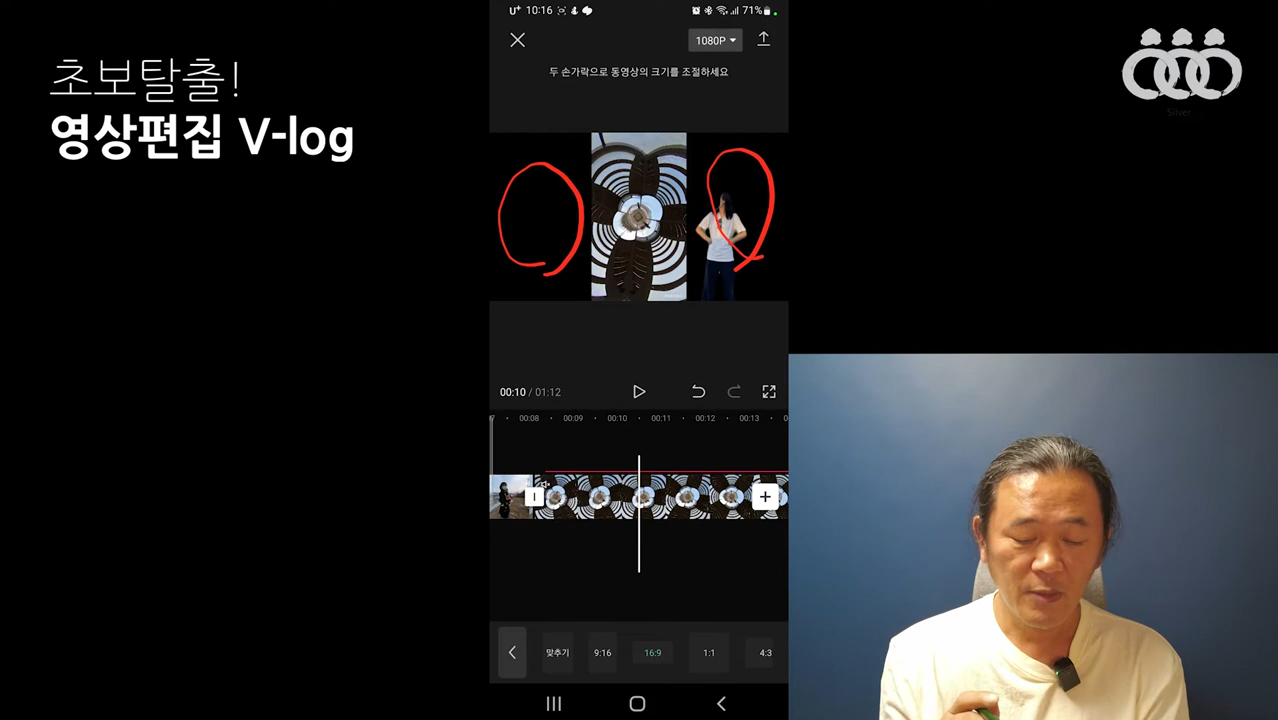 초보탈출!
영상편집 V-log
Silver
U+ 10:16 71%
1080P
두 손가락으로 동영상의 크기를 조절하세요
00:10 / 01:12
00:08 00:09 00:10 00:11 00:12 00:13
맞추기 9:16 16:9 1:1 4:3